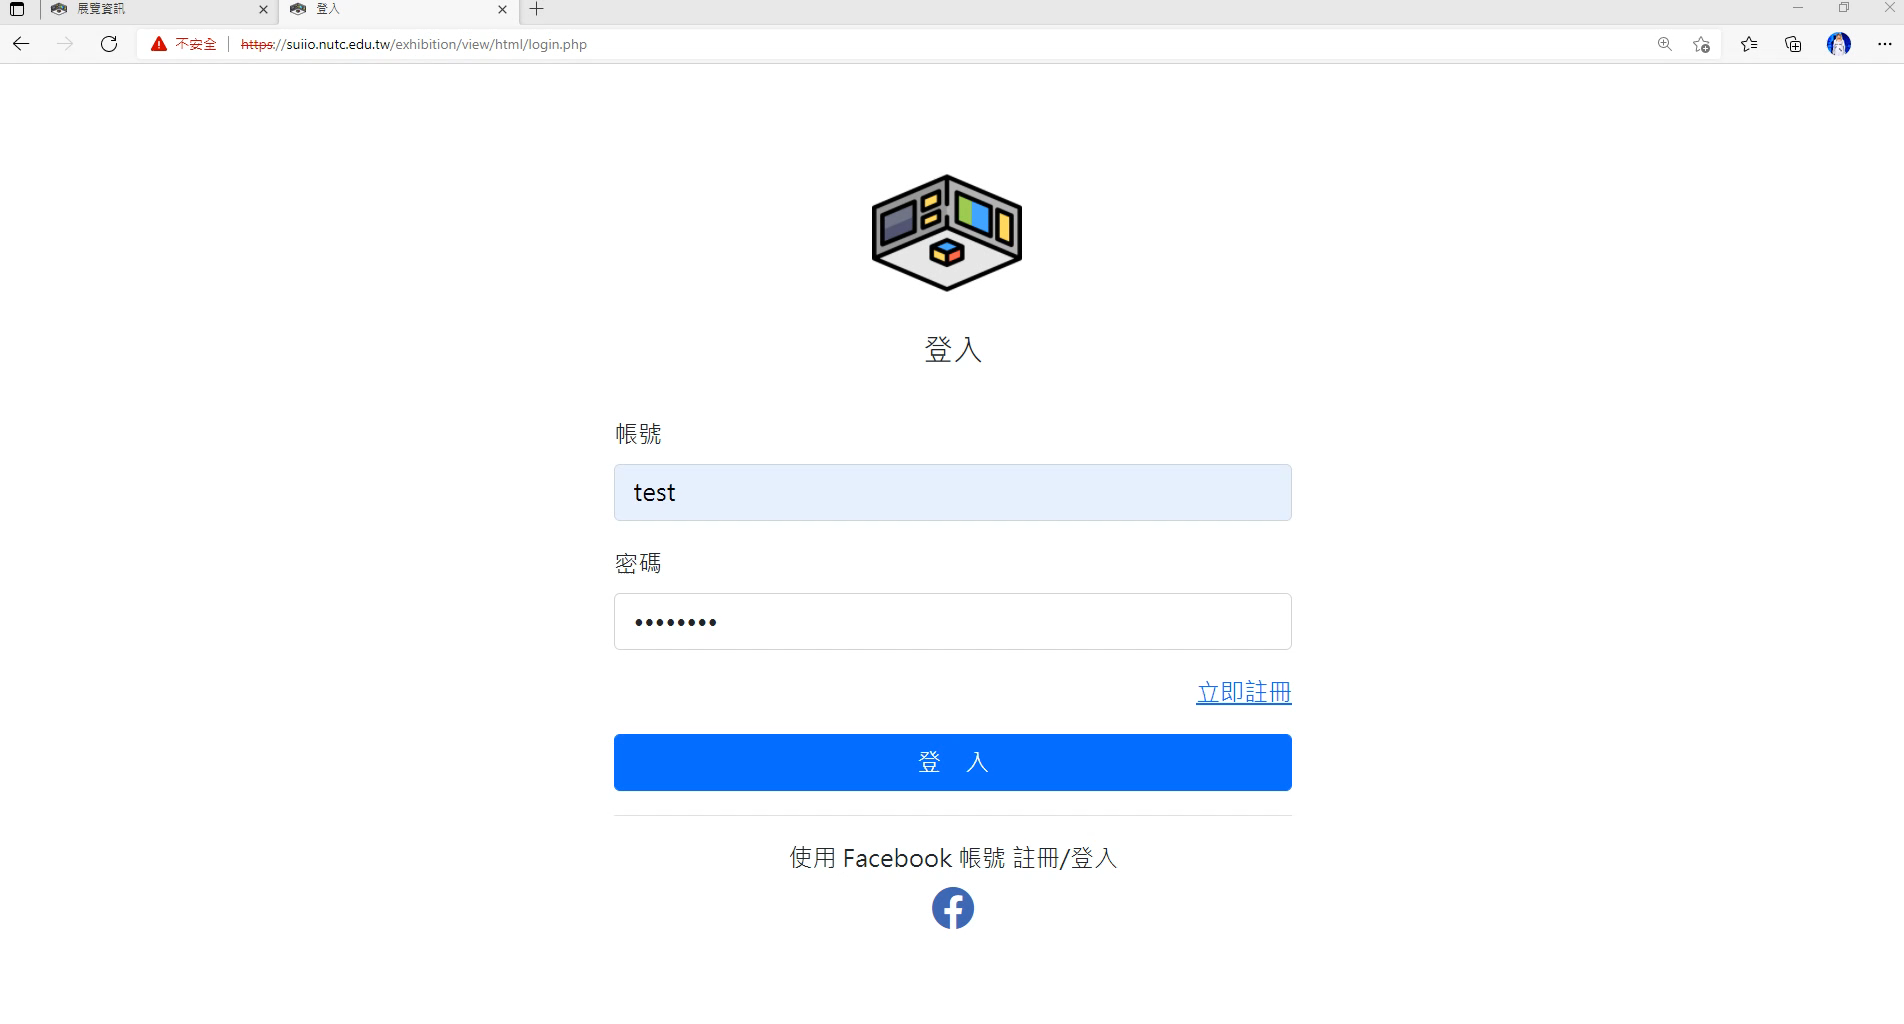 展覽資訊
登入
不安全
https://suiio.nutc.edu.tw/exhibition/view/html/login.php
登入
帳號
test
密碼
••••••••
立即註冊
登 入
使用 Facebook 帳號 註冊/登入